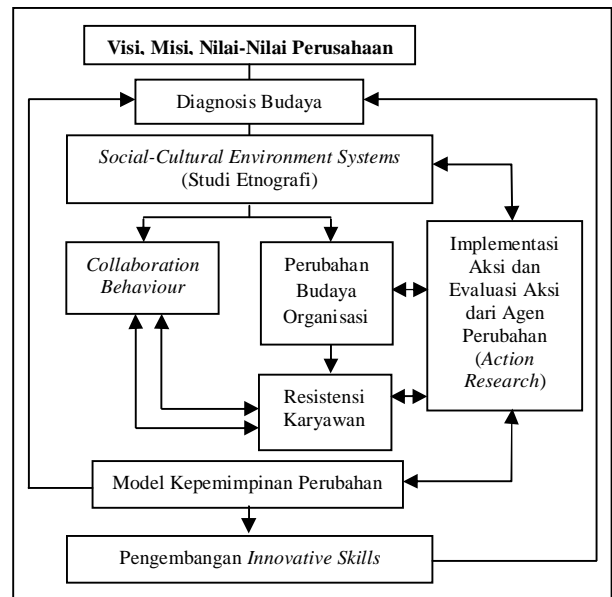 Visi, Misi, Nilai-Nilai Perusahaan
Diagnosis Budaya
Social-Cultural Environment Systems
(Studi Etnografi)
Collaboration
Behaviour
Perubahan
Budaya
Organisasi
Implementasi
Aksi dan
Evaluasi Aksi
dari Agen
Perubahan
(Action
Research)
Resistensi
Karyawan
Model Kepemimpinan Perubahan
Pengembangan Innovative Skills